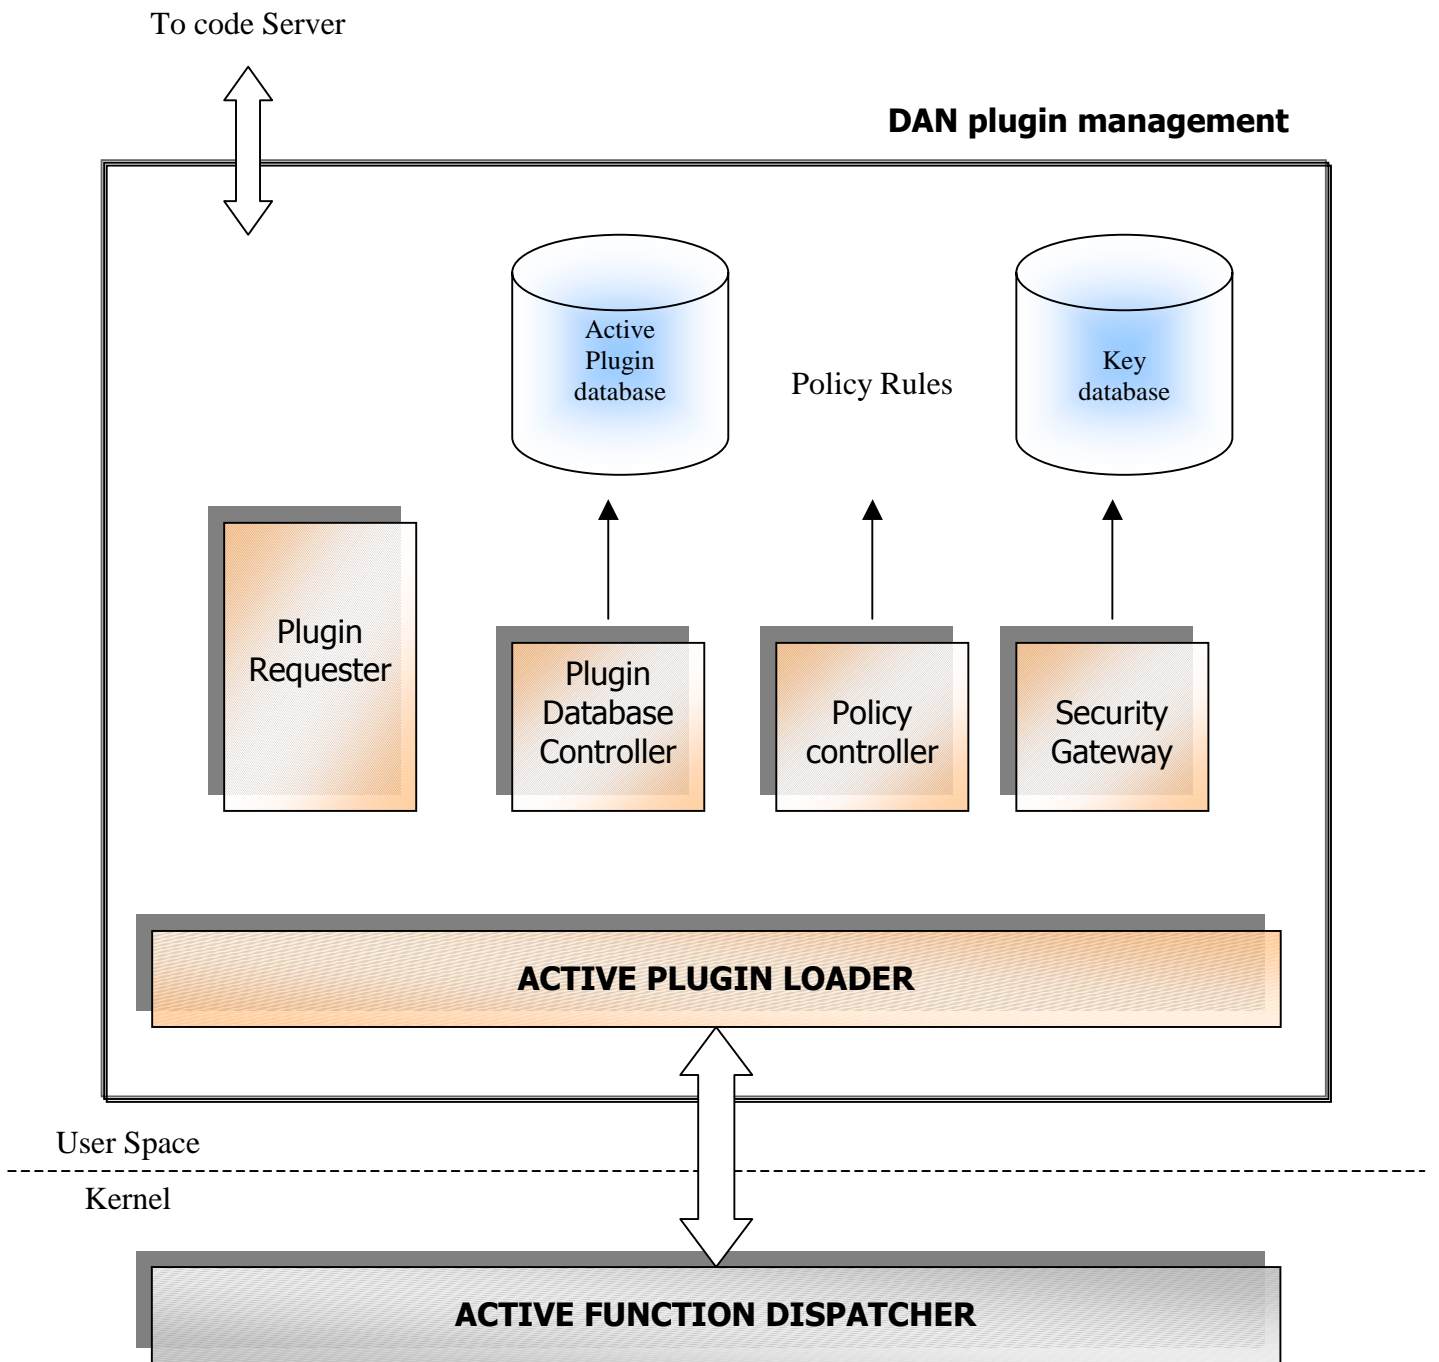 To code Server
DAN plugin management
Active
Plugin
database
Policy Rules
Key
database
Plugin
Requester
Plugin
Database
Controller
Policy
controller
Security
Gateway
ACTIVE PLUGIN LOADER
User Space
Kernel
ACTIVE FUNCTION DISPATCHER